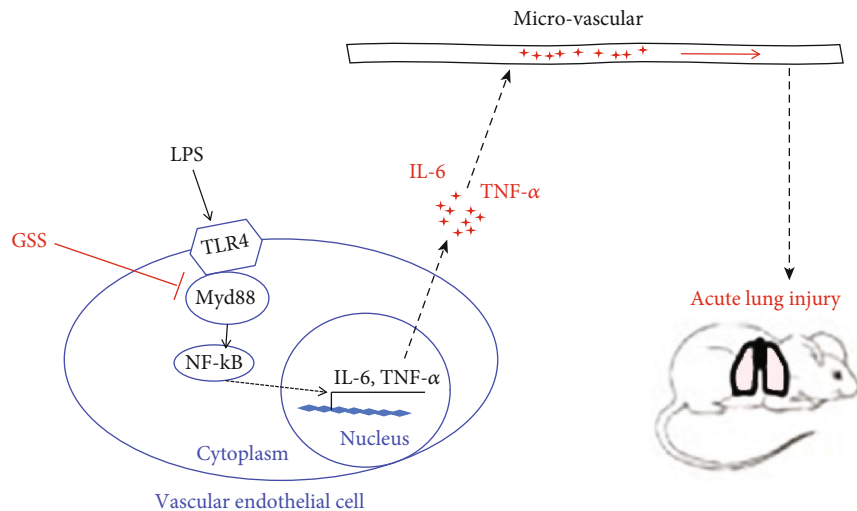 Micro-vascular
LPS
IL-6
TNF-α
GSS
TLR4
Myd88
Acute lung injury
NF-kB
IL-6, TNF-α
Nucleus
Cytoplasm
Vascular endothelial cell